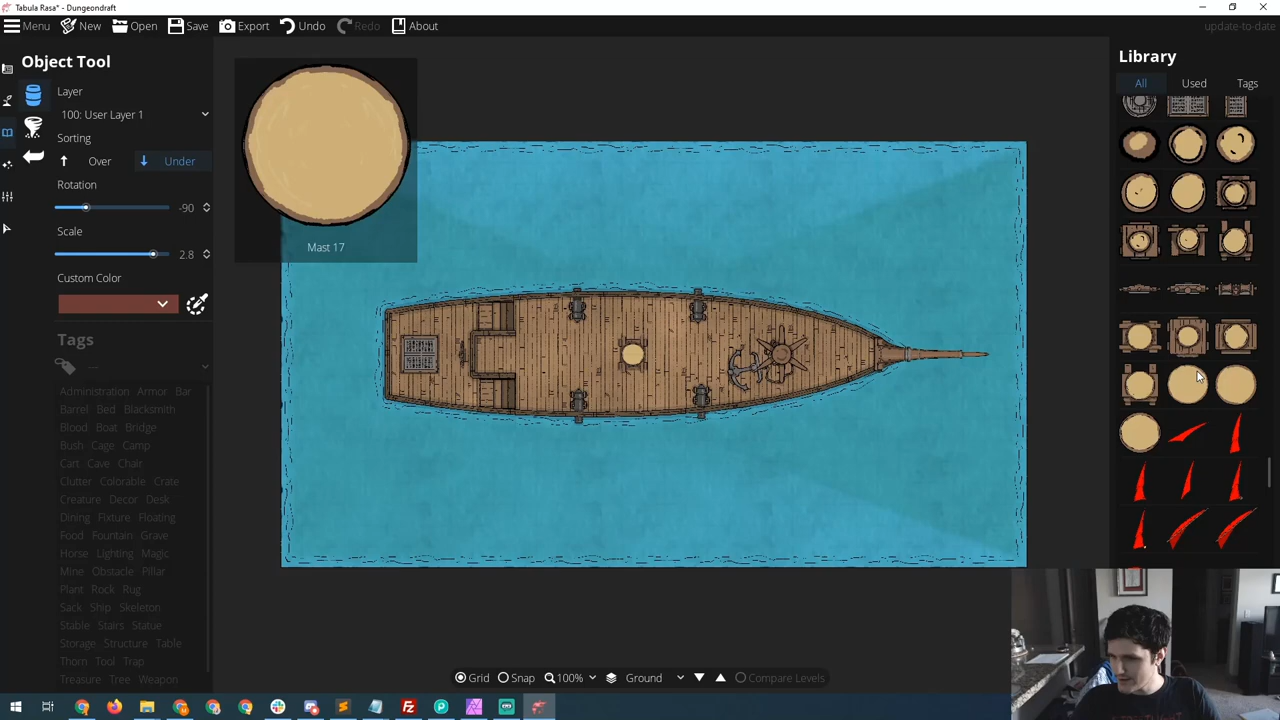 Tabula Rasa* - Dungeondraft
Menu New Open Save Export Undo Redo About update-to-date
Object Tool
Layer
100: User Layer 1
Sorting
Over Under
Rotation
-90
Scale
2.8
Custom Color
Tags
---
Administration Armor Bar
Barrel Bed Blacksmith
Blood Boat Bridge
Bush Cage Camp
Cart Cave Chair
Clutter Colorable Crate
Creature Decor Desk
Dining Fixture Floating
Food Fountain Grave
Horse Lighting Magic
Mine Obstacle Pillar
Plant Rock Rug
Sack Ship Skeleton
Stable Stairs Statue
Storage Structure Table
Thorn Tool Trap
Treasure Tree Weapon
Mast 17
Library
All Used Tags
Grid Snap 100% Ground Compare Levels